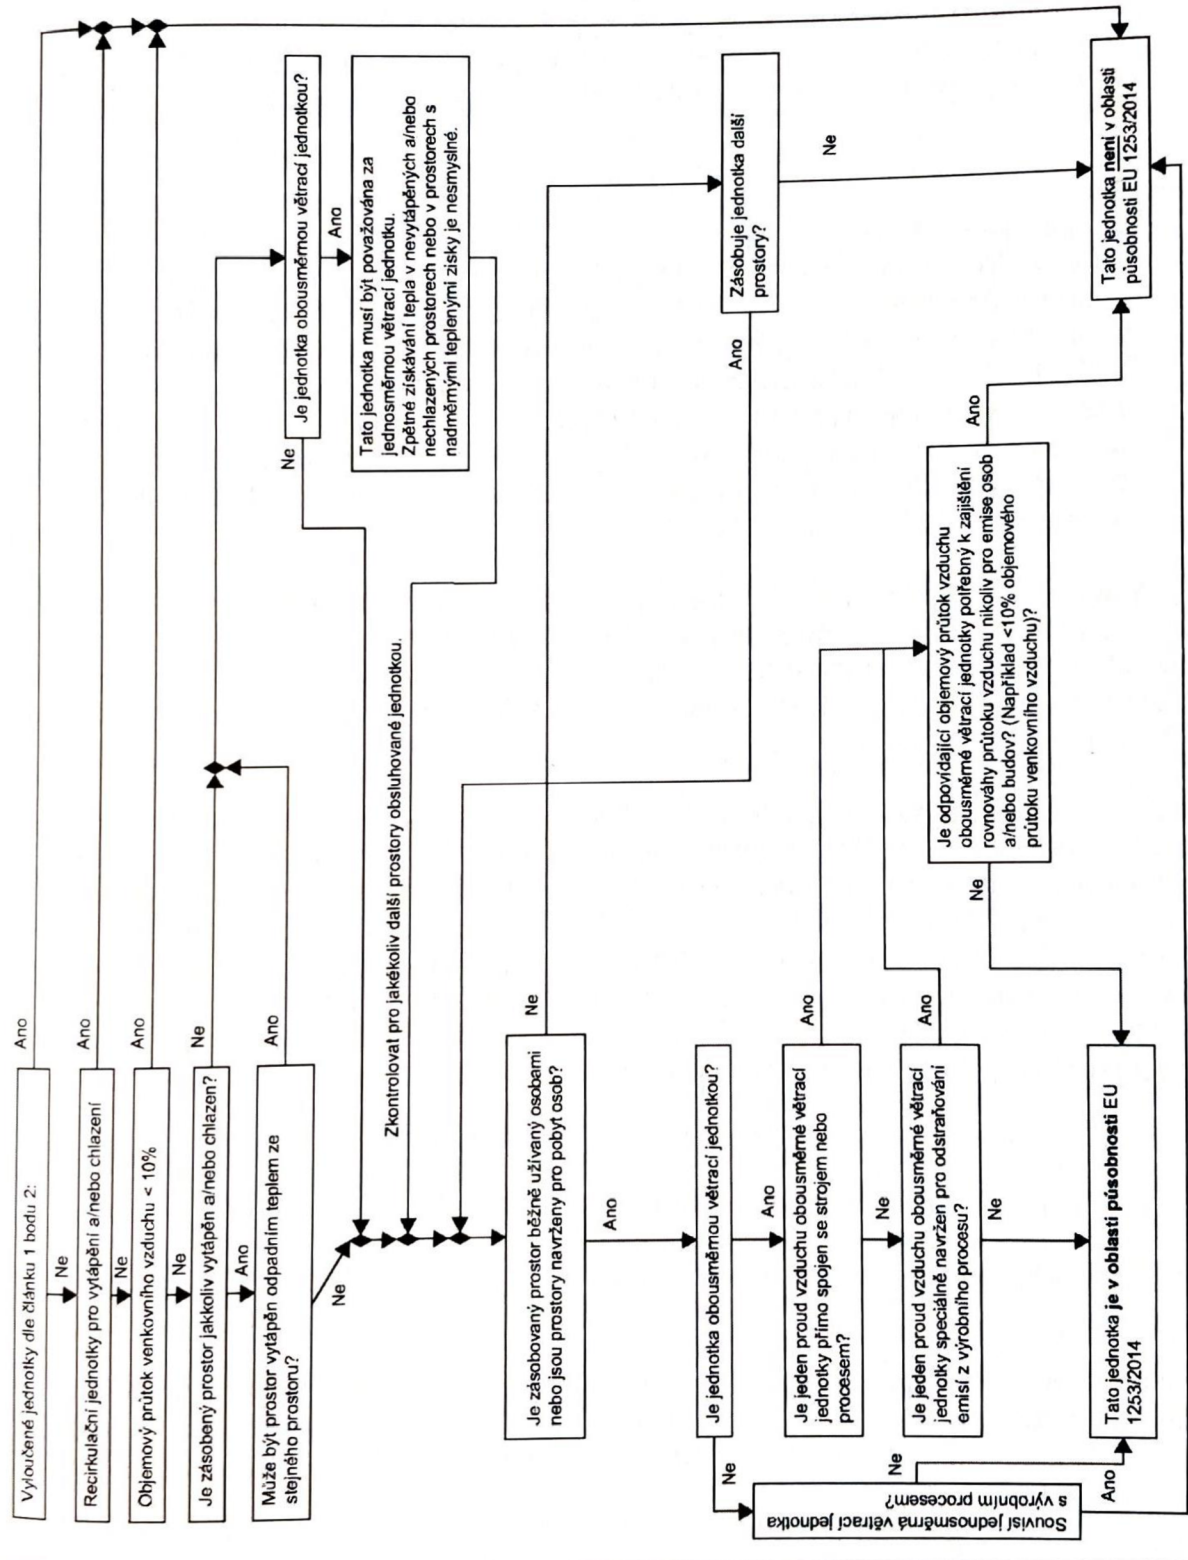 Vyloučené jednotky dle článku 1 bodu 2:
Ano
Ne
Recirkulační jednotky pro vytápění a/nebo chlazení
Ano
Ne
Objemový průtok venkovního vzduchu < 10%
Ano
Ne
Je zásobený prostor jakkoliv vytápěn a/nebo chlazen?
Ne
Ano
Může být prostor vytápěn odpadním teplem ze
stejného prostoru?
Ano
Ne
Je jednotka obousměrnou větrací jednotkou?
Ne
Ano
Tato jednotka musí být považována za
jednosměrnou větrací jednotku.
Zpětné získávání tepla v nevytápěných a/nebo
nechlazených prostorech nebo v prostorech s
nadměrnými teplenými zisky je nesmyslné.
Zkontrolovat pro jakékoliv další prostory obsluhované jednotkou.
Je zásobovaný prostor běžně užívaný osobami
nebo jsou prostory navrženy pro pobyt osob?
Ne
Ano
Zásobuje jednotka další
prostory?
Ano
Ne
Je jednotka obousměrnou větrací jednotkou?
Ne
Ano
Je jeden proud vzduchu obousměrné větrací
jednotky přímo spojen se strojem nebo
procesem?
Ano
Ne
Je jeden proud vzduchu obousměrné větrací
jednotky speciálně navržen pro odstraňování
emisí z výrobního procesu?
Ano
Ne
Je odpovídající objemový průtok vzduchu
obousměrné větrací jednotky potřebný k zajištění
rovnováhy průtoku vzduchu nikoliv pro emise osob
a/nebo budov? (Například <10% objemového
průtoku venkovního vzduchu)?
Ne
Ano
Souvisí jednosměrná větrací jednotka
s výrobním procesem?
Ne
Ano
Tato jednotka je v oblasti působnosti EU
1253/2014
Tato jednotka není v oblasti
působnosti EU 1253/2014